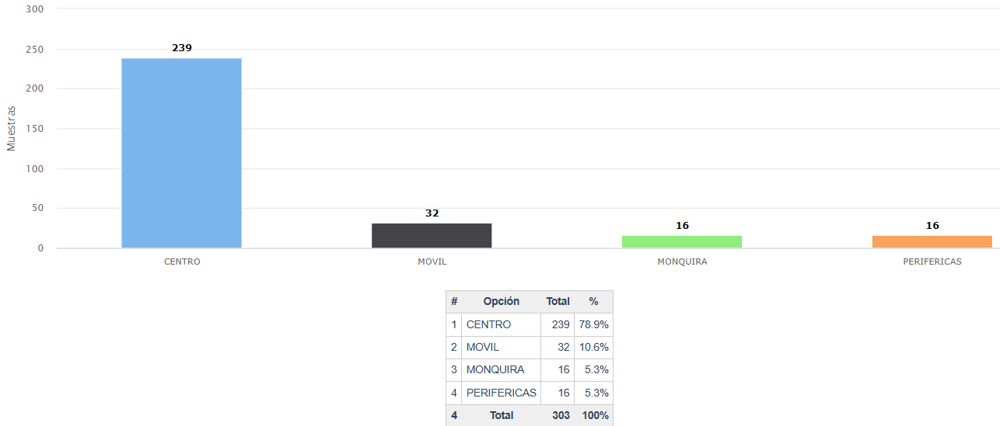 300
250
200
150
100
50
0
Muestras
239
32
16
16
CENTRO MOVIL MONQUIRA PERIFERICAS
# Opción Total %
1 CENTRO 239 78.9%
2 MOVIL 32 10.6%
3 MONQUIRA 16 5.3%
4 PERIFERICAS 16 5.3%
4 Total 303 100%